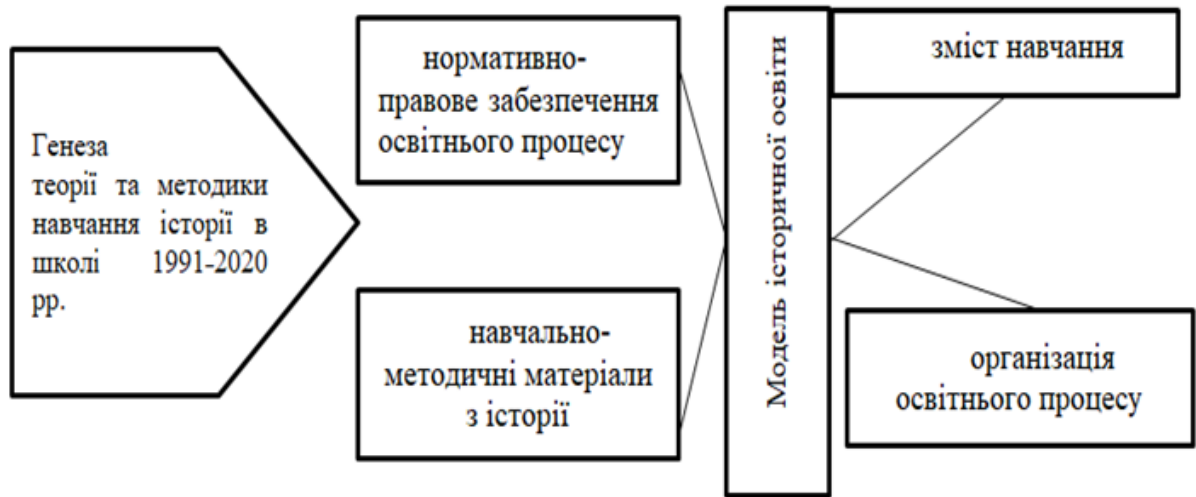 Генеза
теорії та методики
навчання історії в
школі 1991-2020
рр.
нормативно-
правове забезпечення
освітнього процесу
навчально-
методичні матеріали
з історії
Модель історичної освіти
зміст навчання
організація
освітнього процесу